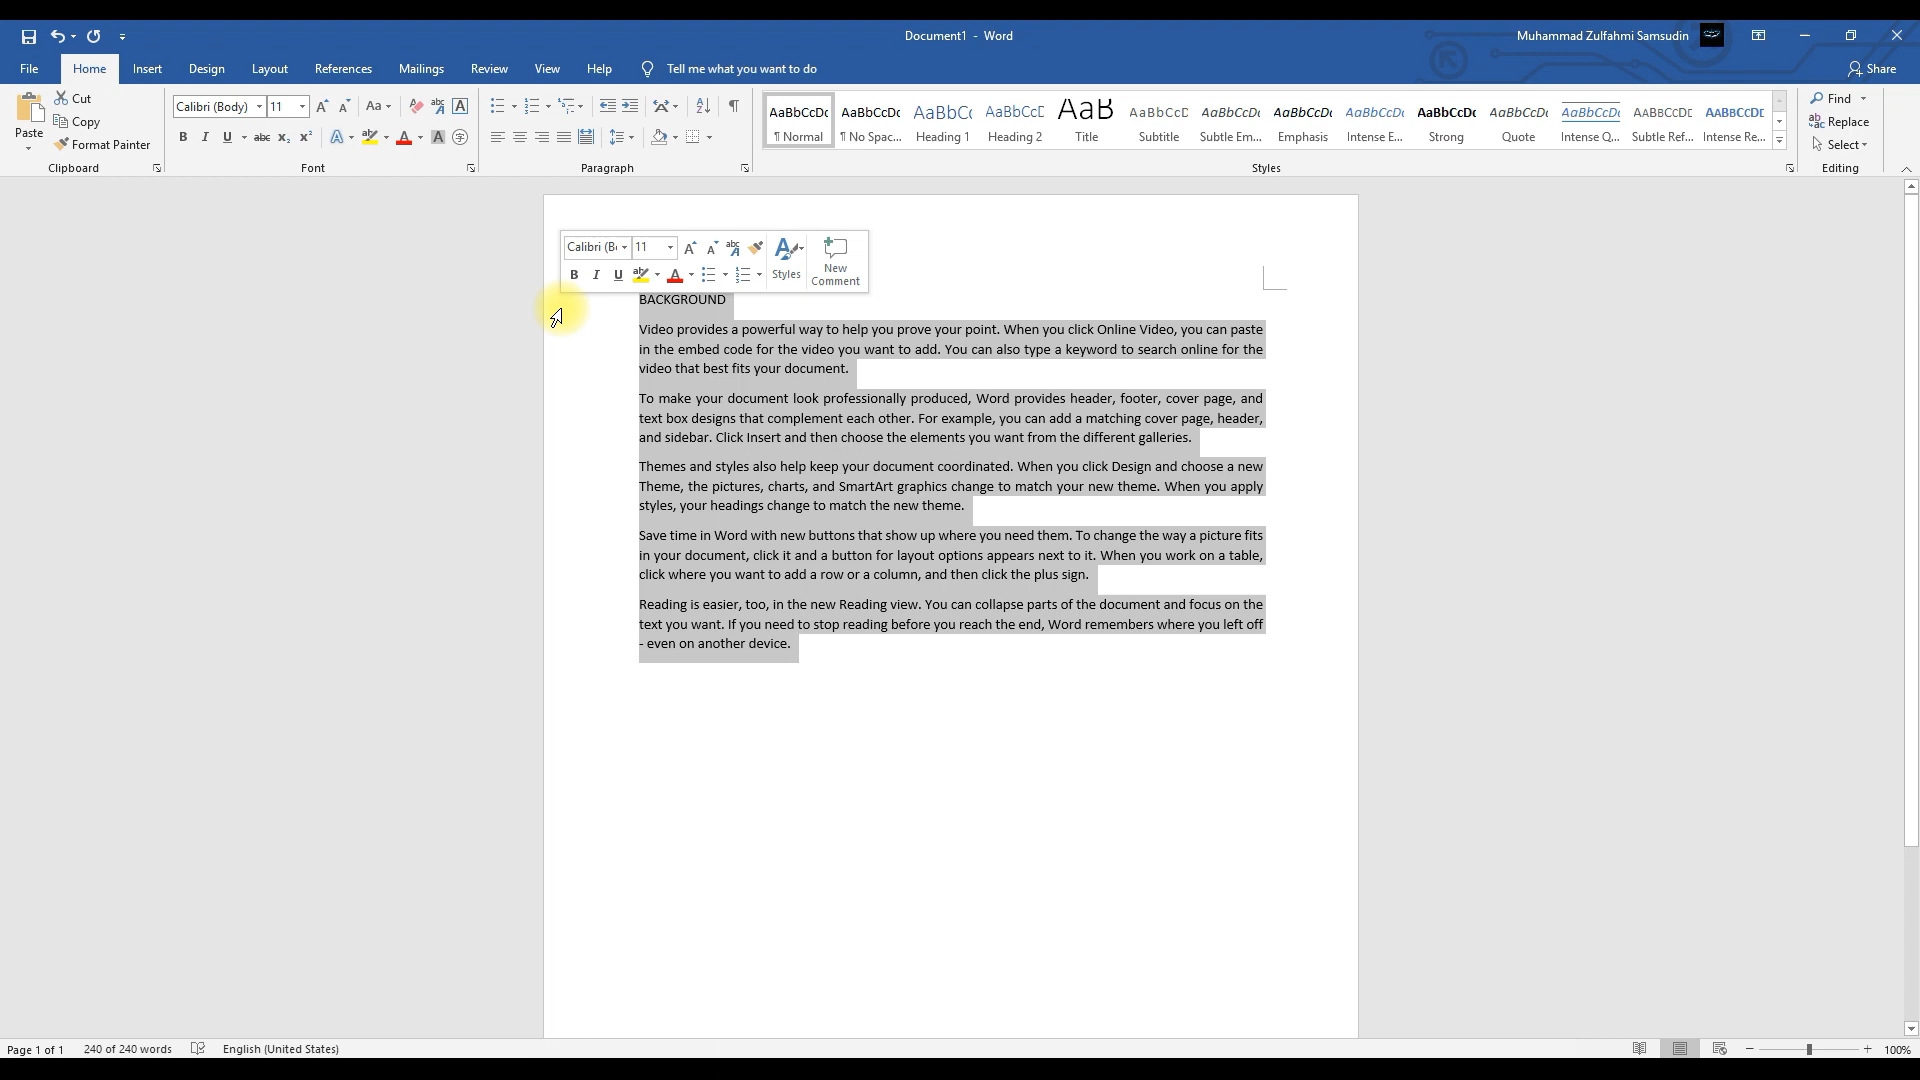 Document1 - Word
Muhammad Zulfahmi Samsudin
File Home Insert Design Layout References Mailings Review View Help Tell me what you want to do
Share
Paste
Cut
Copy
Format Painter
Clipboard
Calibri (Body) 11
Aa
Font
Paragraph
AaBbCcDc AaBbCcDc AaBbCc AaBbCcD AaB AaBbCcD AaBbCcDc AaBbCcDc AaBbCcDc AaBbCcDc AaBbCcDc AaBbCcDc AABBCCDD AABBCCDD
¶ Normal ¶ No Spac... Heading 1 Heading 2 Title Subtitle Subtle Em... Emphasis Intense E... Strong Quote Intense Q... Subtle Ref... Intense Re...
Styles
Find
Replace
Select
Editing
Calibri (B 11
B I U
Styles
New
Comment
BACKGROUND
Video provides a powerful way to help you prove your point. When you click Online Video, you can paste
in the embed code for the video you want to add. You can also type a keyword to search online for the
video that best fits your document.
To make your document look professionally produced, Word provides header, footer, cover page, and
text box designs that complement each other. For example, you can add a matching cover page, header,
and sidebar. Click Insert and then choose the elements you want from the different galleries.
Themes and styles also help keep your document coordinated. When you click Design and choose a new
Theme, the pictures, charts, and SmartArt graphics change to match your new theme. When you apply
styles, your headings change to match the new theme.
Save time in Word with new buttons that show up where you need them. To change the way a picture fits
in your document, click it and a button for layout options appears next to it. When you work on a table,
click where you want to add a row or a column, and then click the plus sign.
Reading is easier, too, in the new Reading view. You can collapse parts of the document and focus on the
text you want. If you need to stop reading before you reach the end, Word remembers where you left off
- even on another device.
Page 1 of 1 240 of 240 words English (United States)
100%